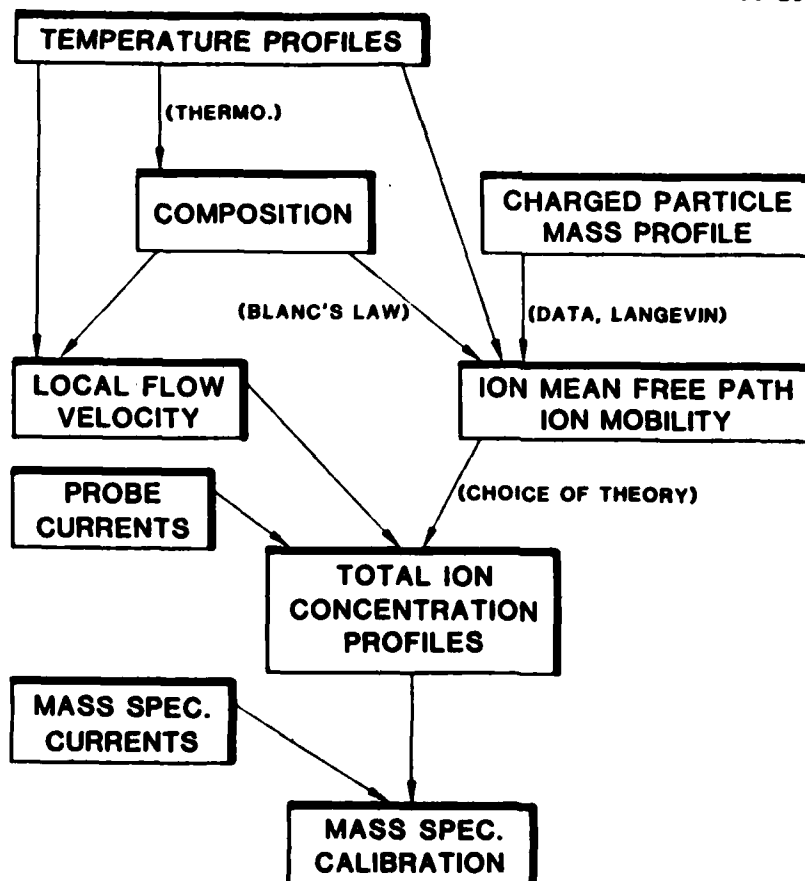 TEMPERATURE PROFILES
(THERMO.)
COMPOSITION
CHARGED PARTICLE
MASS PROFILE
(BLANC'S LAW)
(DATA, LANGEVIN)
LOCAL FLOW
VELOCITY
ION MEAN FREE PATH
ION MOBILITY
PROBE
CURRENTS
(CHOICE OF THEORY)
TOTAL ION
CONCENTRATION
PROFILES
MASS SPEC.
CURRENTS
MASS SPEC.
CALIBRATION